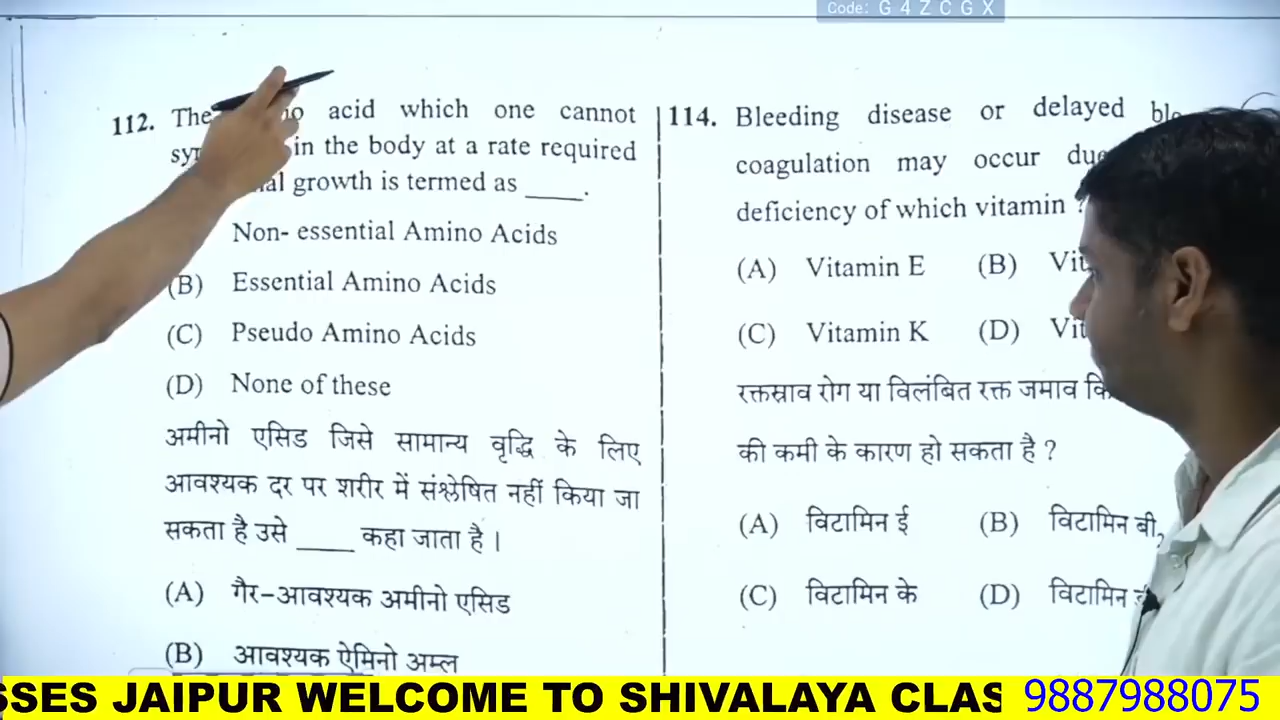 Code: G4ZCGX
112. The acid which one cannot
in the body at a rate required
growth is termed as ____.
Non- essential Amino Acids
(B) Essential Amino Acids
(C) Pseudo Amino Acids
(D) None of these
अमीनो एसिड जिसे सामान्य वृद्धि के लिए
आवश्यक दर पर शरीर में संश्लेषित नहीं किया जा
सकता है उसे ____ कहा जाता है ।
(A) गैर-आवश्यक अमीनो एसिड
(B) आवश्यक ऐमिनो अम्ल
114. Bleeding disease or delayed
coagulation may occur
deficiency of which vitamin ?
(A) Vitamin E (B)
(C) Vitamin K (D)
रक्तस्राव रोग या विलंबित रक्त जमाव
की कमी के कारण हो सकता है ?
(A) विटामिन ई (B) विटामिन बी
(C) विटामिन के (D) विटामिन
JAIPUR WELCOME TO SHIVALAYA 9887988075